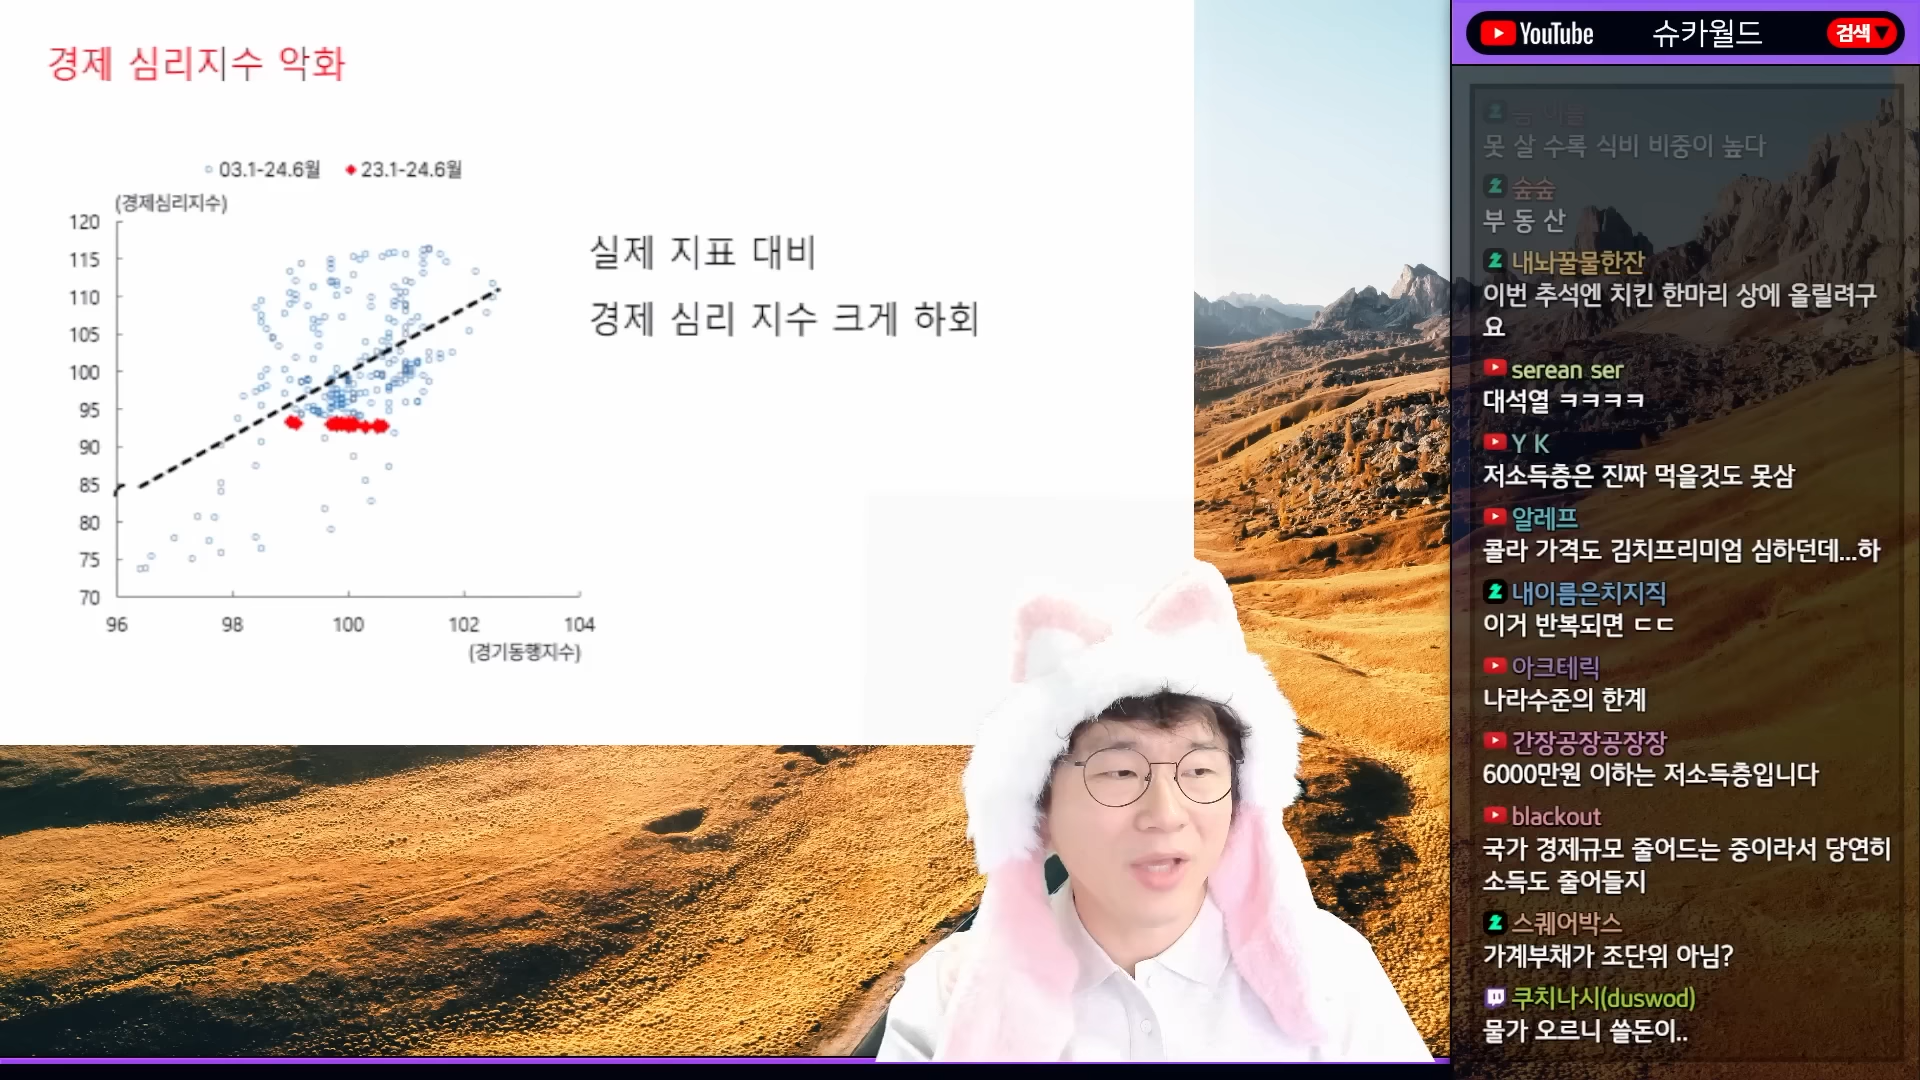 경제 심리지수 악화
03.1-24.6월
23.1-24.6월
(경제심리지수)
120
115
110
105
100
95
90
85
80
75
70
96
98
100
102
104
(경기동행지수)
실제 지표 대비
경제 심리 지수 크게 하회
YouTube
슈카월드
검색
못 살 수록 식비 비중이 높다
숲숲
부 동 산
내뇌꿀물한잔
이번 추석엔 치킨 한마리 상에 올릴려구
요
serean ser
대석열 ㅋㅋㅋㅋ
Y K
저소득층은 진짜 먹을것도 못삼
알레프
콜라 가격도 김치프리미엄 심하던데...하
내이름은치지직
이거 반복되면 ㄷㄷ
아크테릭
나라수준의 한계
간장공장공장장
6000만원 이하는 저소득층입니다
blackout
국가 경제규모 줄어드는 중이라서 당연히
소득도 줄어들지
스퀘어박스
가계부채가 조단위 아님?
쿠치나시(duswod)
물가 오르니 쓸돈이..